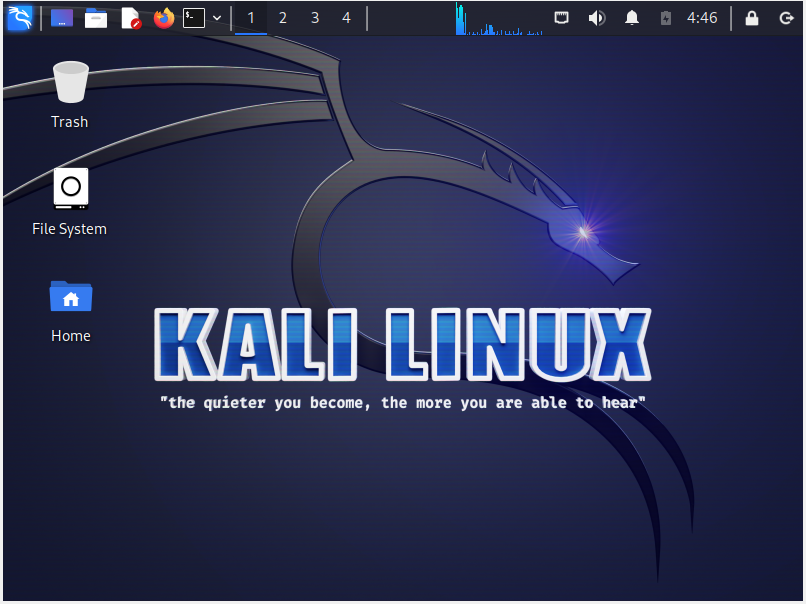 $-
1 2 3 4
4:46
Trash
File System
Home
KALI LINUX
"the quieter you become, the more you are able to hear"